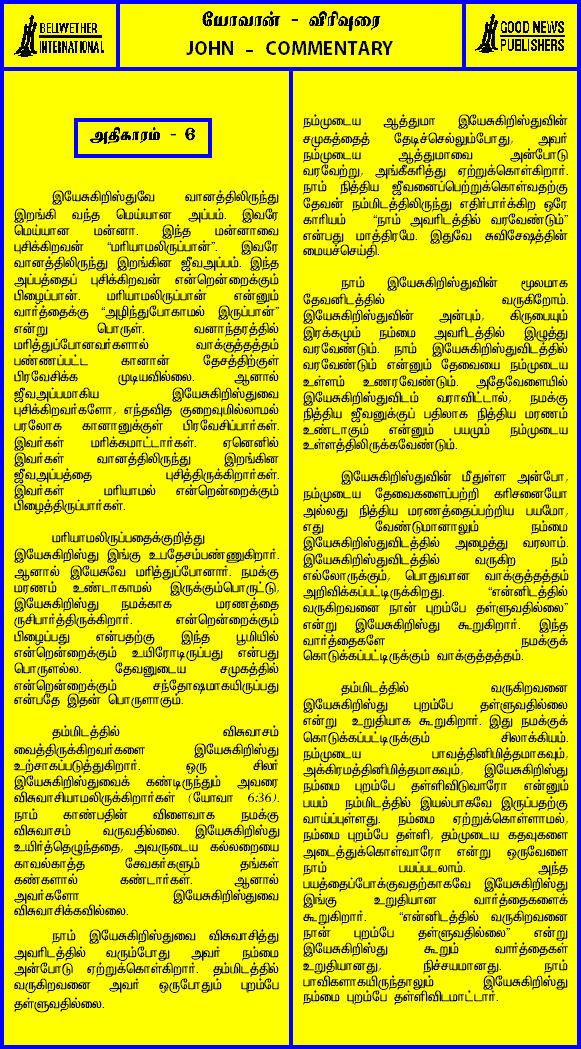 BELWETHER
INTERNATIONAL
யோவான் - விரிவுரை
JOHN - COMMENTARY
GOOD NEWS
PUBLISHERS
அதிகாரம் - 6
இயேசுகிறிஸ்துவே வானத்திலிருந்து
இறங்கி வந்த மெய்யான அப்பம். இவரே
மெய்யான மன்னா. இந்த மன்னாவை
புசிக்கிறவன் “மரியாமலிருப்பான்”. இவரே
வானத்திலிருந்து இறங்கின ஜீவஅப்பம். இந்த
அப்பத்தைப் புசிக்கிறவன் என்றென்றைக்கும்
பிழைப்பான். மரியாமலிருப்பான் என்னும்
வார்த்தைக்கு “அழிந்துபோகாமல் இருப்பான்”
என்று பொருள். வனாந்தரத்தில்
மரித்துப்போனவர்களால் வாக்குத்தத்தம்
பண்ணப்பட்ட கானான் தேசத்திற்குள்
பிரவேசிக்க முடியவில்லை. ஆனால்
ஜீவஅப்பமாகிய இயேசுகிறிஸ்துவை
புசிக்கிறவர்களோ, எந்தவித குறைவுமில்லாமல்
பரலோக கானானுக்குள் பிரவேசிப்பார்கள்.
இவர்கள் மரிக்கமாட்டார்கள். ஏனெனில்
இவர்கள் வானத்திலிருந்து இறங்கின
ஜீவஅப்பத்தை புசித்திருக்கிறார்கள்.
இவர்கள் மரியாமல் என்றென்றைக்கும்
பிழைத்திருப்பார்கள்.
மரியாமலிருப்பதைக்குறித்து
இயேசுகிறிஸ்து இங்கு உபதேசம்பண்ணுகிறார்.
ஆனால் இயேசுவே மரித்துப்போனார். நமக்கு
மரணம் உண்டாகாமல் இருக்கும்பொருட்டு,
இயேசுகிறிஸ்து நமக்காக மரணத்தை
ருசிபார்த்திருக்கிறார். என்றென்றைக்கும்
பிழைப்பது என்பதற்கு இந்த பூமியில்
என்றென்றைக்கும் உயிரோடிருப்பது என்பது
பொருளல்ல. தேவனுடைய சமுகத்தில்
என்றென்றைக்கும் சந்தோஷமாகயிருப்பது
என்பதே இதன் பொருளாகும்.
தம்மிடத்தில் விசுவாசம்
வைத்திருக்கிறவர்களை இயேசுகிறிஸ்து
உற்சாகப்படுத்துகிறார். ஒரு சிலர்
இயேசுகிறிஸ்துவைக் கண்டிருந்தும் அவரை
விசுவாசியாமலிருக்கிறார்கள் (யோவா 6:36).
நாம் காண்பதின் விளைவாக நமக்கு
விசுவாசம் வருவதில்லை. இயேசுகிறிஸ்து
உயிர்த்தெழுந்ததை, அவருடைய கல்லறையை
காவல்காத்த சேவகர்களும் தங்கள்
கண்களால் கண்டார்கள். ஆனால்
அவர்களோ இயேசுகிறிஸ்துவை
விசுவாசிக்கவில்லை.
நாம் இயேசுகிறிஸ்துவை விசுவாசித்து
அவரிடத்தில் வரும்போது அவர் நம்மை
அன்போடு ஏற்றுக்கொள்கிறார். தம்மிடத்தில்
வருகிறவனை அவர் ஒருபோதும் புறம்பே
தள்ளுவதில்லை.
நம்முடைய ஆத்துமா இயேசுகிறிஸ்துவின்
சமுகத்தைத் தேடிச்செல்லும்போது, அவர்
நம்முடைய ஆத்துமாவை அன்போடு
வரவேற்று, அங்கீகரித்து ஏற்றுக்கொள்கிறார்.
நாம் நித்திய ஜீவனைப்பெற்றுக்கொள்வதற்கு
தேவன் நம்மிடத்திலிருந்து எதிர்பார்க்கிற ஒரே
காரியம் “நாம் அவரிடத்தில் வரவேண்டும்”
என்பது மாத்திரமே. இதுவே சுவிசேஷத்தின்
மையச்செய்தி.
நாம் இயேசுகிறிஸ்துவின் மூலமாக
தேவனிடத்தில் வருகிறோம்.
இயேசுகிறிஸ்துவின் அன்பும், கிருபையும்
இரக்கமும் நம்மை அவரிடத்தில் இழுத்து
வரவேண்டும். நாம் இயேசுகிறிஸ்துவிடத்தில்
வரவேண்டும் என்னும் தேவையை நம்முடைய
உள்ளம் உணரவேண்டும். அதேவேளையில்
இயேசுகிறிஸ்துவிடம் வராவிட்டால், நமக்கு
நித்திய ஜீவனுக்குப் பதிலாக நித்திய மரணம்
உண்டாகும் என்னும் பயமும் நம்முடைய
உள்ளத்திலிருக்கவேண்டும்.
இயேசுகிறிஸ்துவின் மீதுள்ள அன்போ,
நம்முடைய தேவைகளைப்பற்றி கரிசனையோ
அல்லது நித்திய மரணத்தைப்பற்றிய பயமோ,
எது வேண்டுமானாலும் நம்மை
இயேசுகிறிஸ்துவிடத்தில் அழைத்து வரலாம்.
இயேசுகிறிஸ்துவிடத்தில் வருகிற நம்
எல்லோருக்கும், பொதுவான வாக்குத்தத்தம்
அறிவிக்கப்பட்டிருக்கிறது. “என்னிடத்தில்
வருகிறவனை நான் புறம்பே தள்ளுவதில்லை”
என்று இயேசுகிறிஸ்து கூறுகிறார். இந்த
வார்த்தைகளே நமக்குக்
கொடுக்கப்பட்டிருக்கும் வாக்குத்தத்தம்.
தம்மிடத்தில் வருகிறவனை
இயேசுகிறிஸ்து புறம்பே தள்ளுவதில்லை
என்று உறுதியாக கூறுகிறார். இது நமக்குக்
கொடுக்கப்பட்டிருக்கும் சிலாக்கியம்.
நம்முடைய பாவத்தினிமித்தமாகவும்,
அக்கிரமத்தினிமித்தமாகவும், இயேசுகிறிஸ்து
நம்மை புறம்பே தள்ளிவிடுவாரோ என்னும்
பயம் நம்மிடத்தில் இயல்பாகவே இருப்பதற்கு
வாய்ப்புள்ளது. நம்மை ஏற்றுக்கொள்ளாமல்,
நம்மை புறம்பே தள்ளி, தம்முடைய கதவுகளை
அடைத்துக்கொள்வாரோ என்று ஒருவேளை
நாம் பயப்படலாம். அந்த
பயத்தைப்போக்குவதற்காகவே இயேசுகிறிஸ்து
இங்கு உறுதியான வார்த்தைகளைக்
கூறுகிறார். “என்னிடத்தில் வருகிறவனை
நான் புறம்பே தள்ளுவதில்லை” என்று
இயேசுகிறிஸ்து கூறும் வார்த்தைகள்
உறுதியானது, நிச்சயமானது. நாம்
பாவிகளாகயிருந்தாலும் இயேசுகிறிஸ்து
நம்மை புறம்பே தள்ளிவிடமாட்டார்.